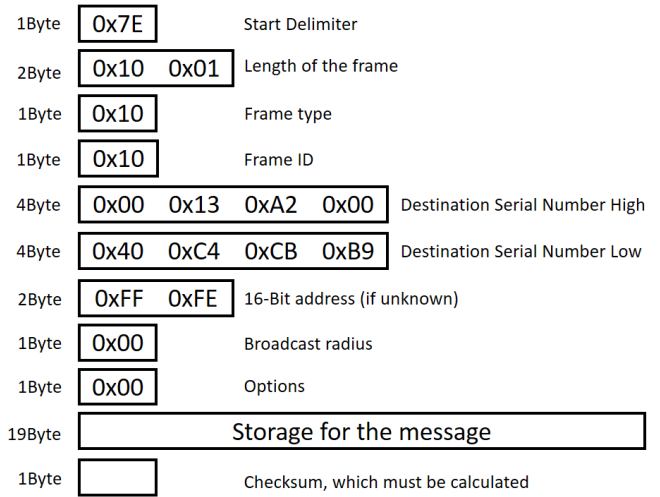 1Byte 0x7E Start Delimiter
2Byte 0x10 0x01 Length of the frame
1Byte 0x10 Frame type
1Byte 0x10 Frame ID
4Byte 0x00 0x13 0xA2 0x00 Destination Serial Number High
4Byte 0x40 0xC4 0xCB 0xB9 Destination Serial Number Low
2Byte 0xFF 0xFE 16-Bit address (if unknown)
1Byte 0x00 Broadcast radius
1Byte 0x00 Options
19Byte Storage for the message
1Byte Checksum, which must be calculated